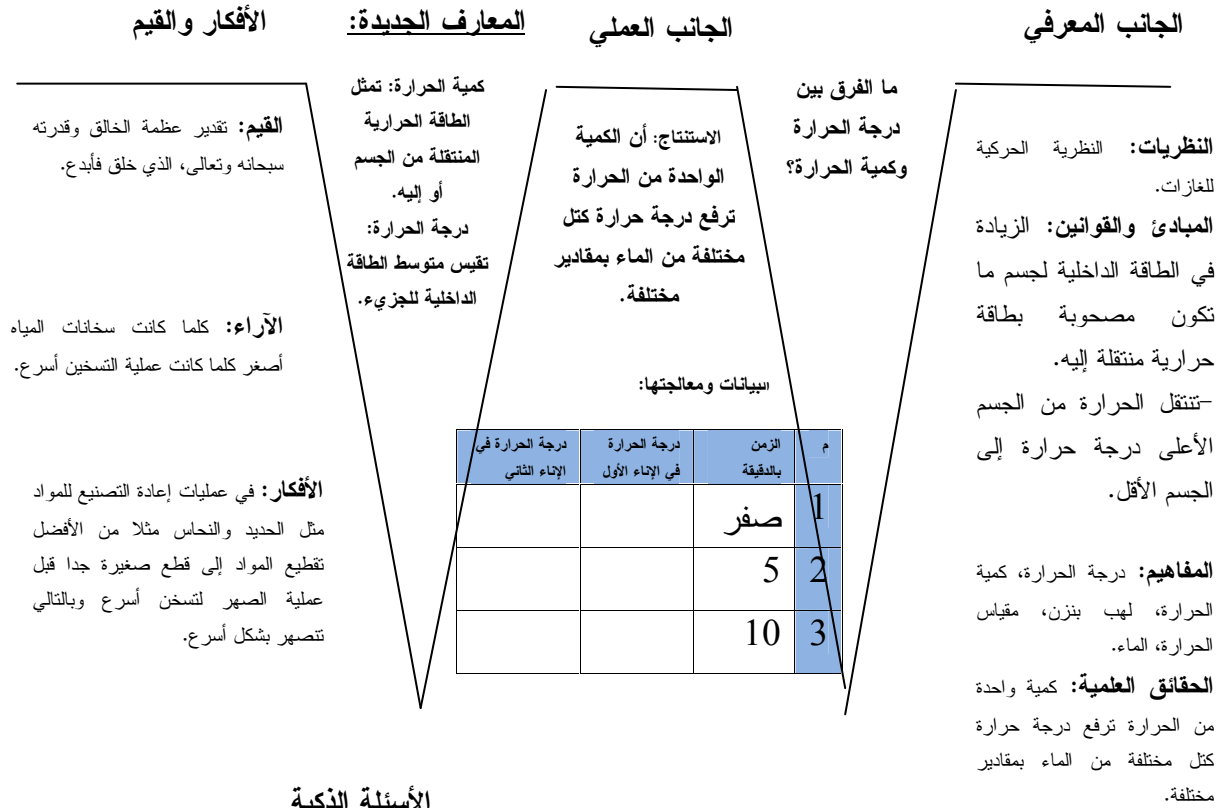 الجانب المعرفي
الجانب العملي
المعارف الجديدة:
الأفكار والقيم
النظريات: النظرية الحركية
للغازات.
المبادئ والقوانين: الزيادة
في الطاقة الداخلية لجسم ما
تكون مصحوبة بطاقة
حرارية منتقلة إليه.
-تنتقل الحرارة من الجسم
الأعلى درجة حرارة إلى
الجسم الأقل.
المفاهيم: درجة الحرارة، كمية
الحرارة، لهب بنزن، مقياس
الحرارة، الماء.
الحقائق العلمية: كمية واحدة
من الحرارة ترفع درجة حرارة
كتل مختلفة من الماء بمقادير
مختلفة.
ما الفرق بين
درجة الحرارة
وكمية الحرارة؟
الاستنتاج: أن الكمية
الواحدة من الحرارة
ترفع درجة حرارة كتل
مختلفة من الماء بمقادير
مختلفة.
البيانات ومعالجتها:
م الزمن بالدقيقة درجة الحرارة في الإناء الأول درجة الحرارة في الإناء الثاني
1 صفر
2 5
3 10
كمية الحرارة: تمثل
الطاقة الحرارية
المنتقلة من الجسم
أو إليه.
درجة الحرارة:
تقيس متوسط الطاقة
الداخلية للجزيء.
القيم: تقدير عظمة الخالق وقدرته
سبحانه وتعالى، الذي خلق فأبدع.
الآراء: كلما كانت سخانات المياه
أصغر كلما كانت عملية التسخين أسرع.
الأفكار: في عمليات إعادة التصنيع للمواد
مثل الحديد والنحاس مثلا من الأفضل
تقطيع المواد إلى قطع صغيرة جدا قبل
عملية الصهر لتسخن أسرع وبالتالي
تنصهر بشكل أسرع.
الأسئلة الذكية